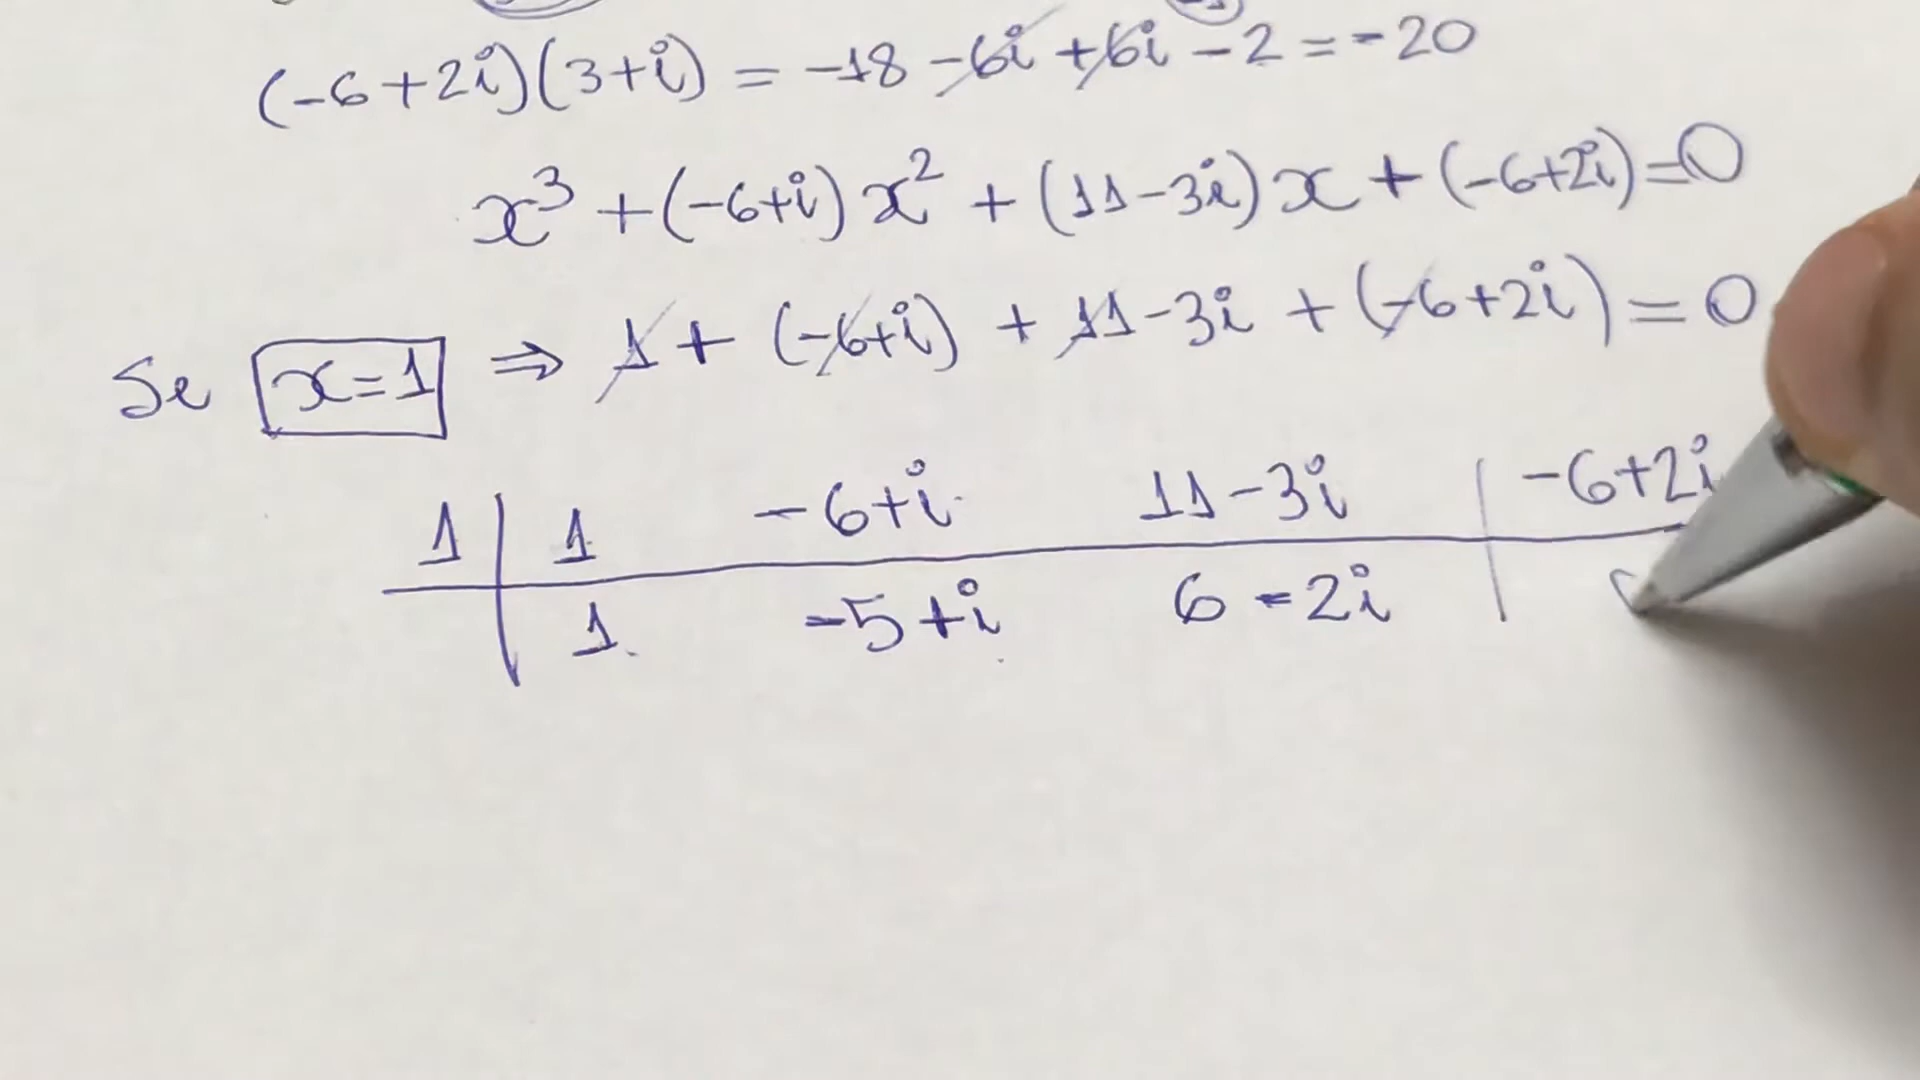 (-6+2i)(3+i) = -18 -6i +6i -2 = -20
x³ + (-6+i) x² + (11-3i) x + (-6+2i) = 0
Se x=1 ⇒ 1 + (-6+i) + 11-3i + (-6+2i) = 0
1 | 1 -6+i 11-3i | -6+2i
1 -5+i 6-2i